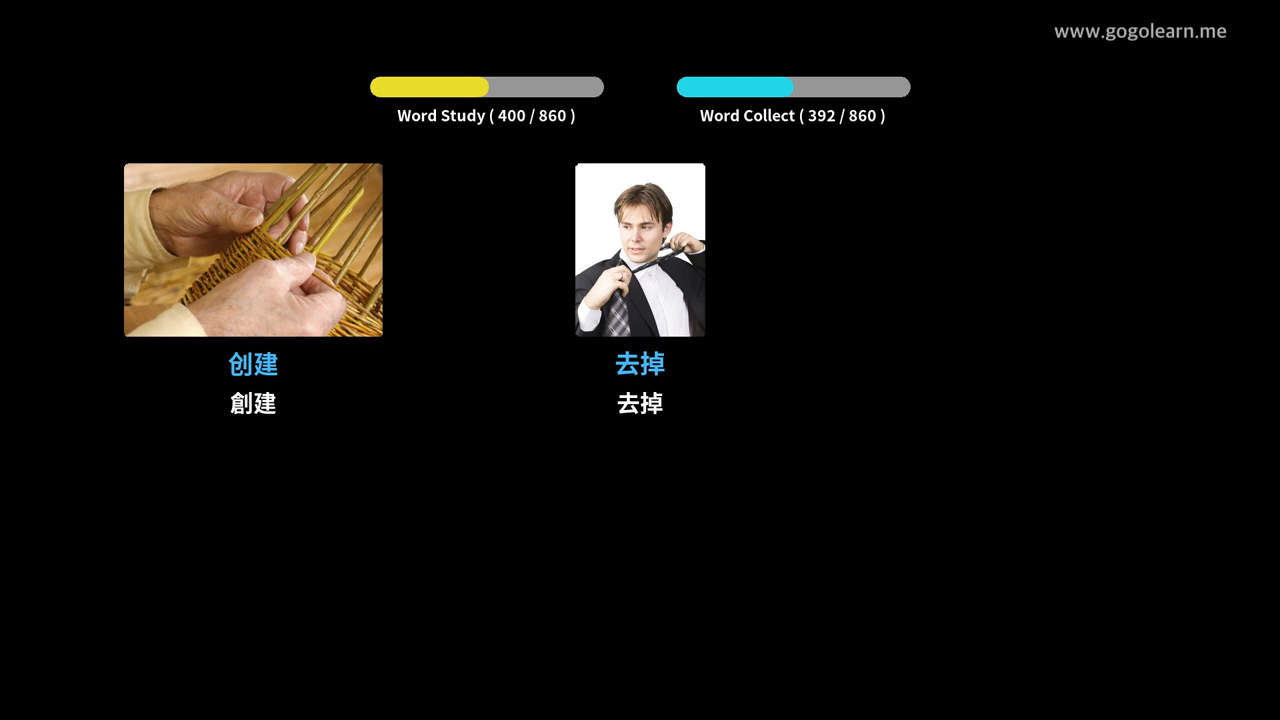 www.gogolearn.me
Word Study ( 400 / 860 )
Word Collect ( 392 / 860 )
创建
創建
去掉
去掉